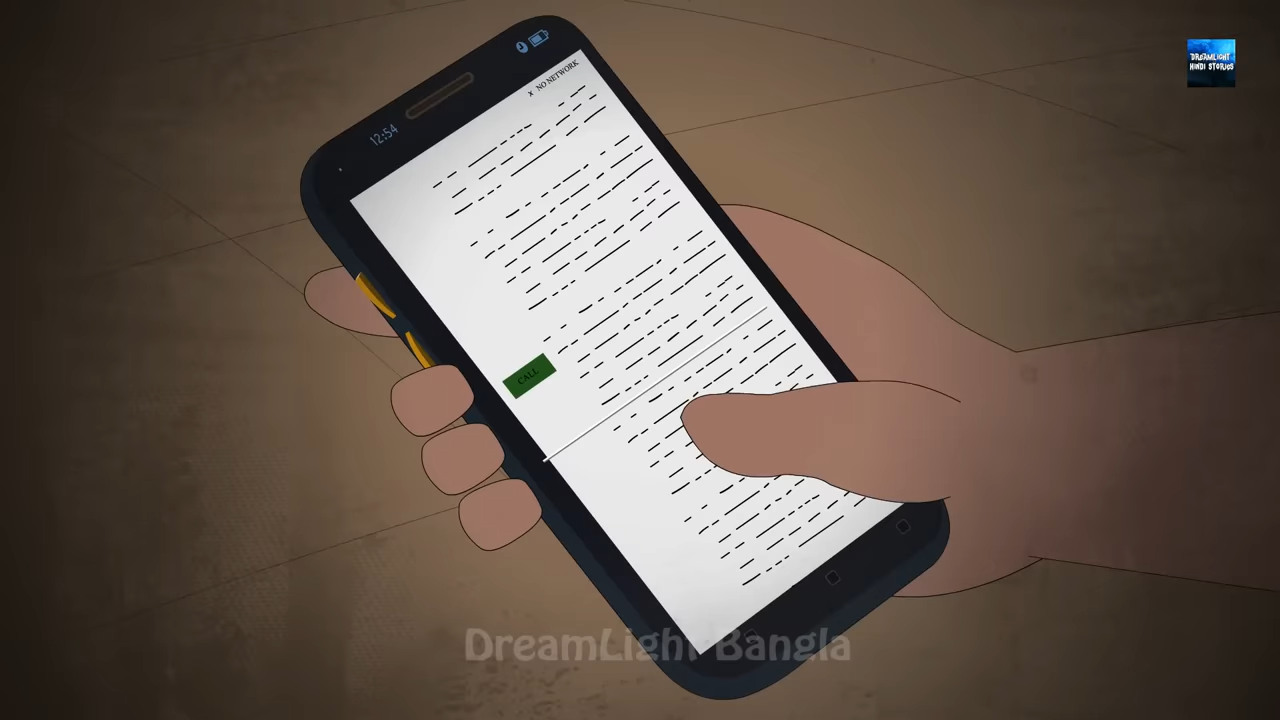 DREAMLIGHT
HINDI STORIES
12:54
x NO NETWORK
CALL
DreamLight Bangla